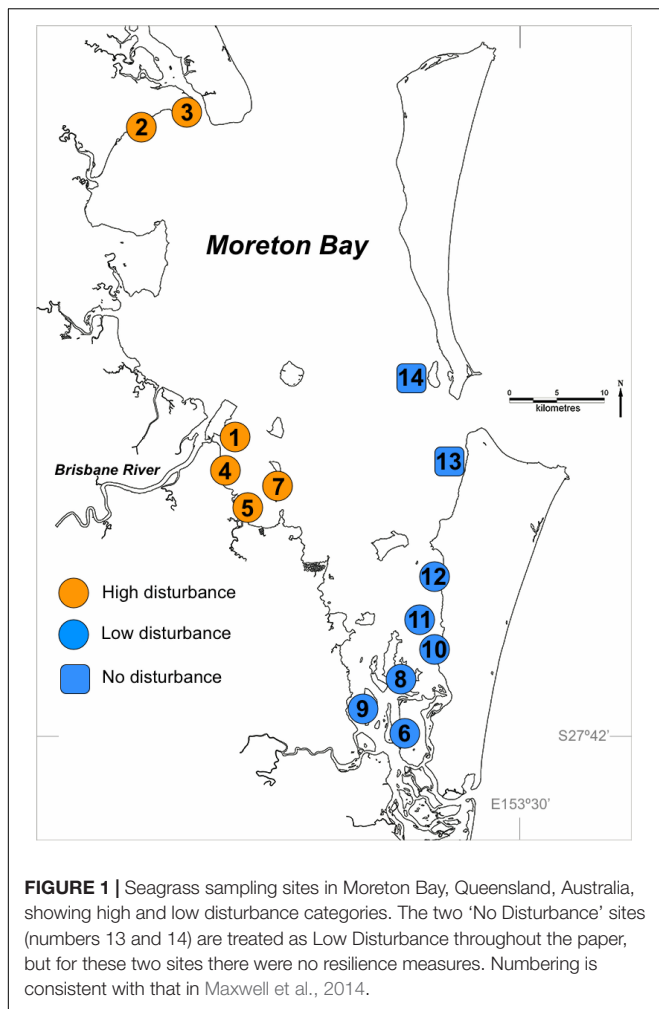 2
3
Moreton Bay
14
0 5 10
kilometres
N
1
Brisbane River
4
13
7
5
12
High disturbance
11
Low disturbance
10
No disturbance
8
9
6
S27º42'
E153º30'
FIGURE 1 | Seagrass sampling sites in Moreton Bay, Queensland, Australia,
showing high and low disturbance categories. The two ‘No Disturbance’ sites
(numbers 13 and 14) are treated as Low Disturbance throughout the paper,
but for these two sites there were no resilience measures. Numbering is
consistent with that in Maxwell et al., 2014.